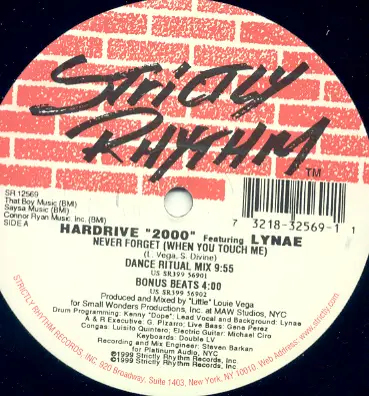 STRICTLY
RHYTHM
TM
SR 12569
That Boy Music (BMI)
Saysa Music (BMI)
Connor Ryan Music, Inc. (BMI)
SIDE A
7 73218-32569-1 1
HARDRIVE "2000" Featuring LYNAE
NEVER FORGET (WHEN YOU TOUCH ME)
(L. Vega, S. Divine)
DANCE RITUAL MIX 9:55
US SR399 56901
BONUS BEATS 4:00
US SR399 56902
Produced and Mixed by "Little" Louie Vega
for Small Wonders Productions, Inc. at MAW Studios, NYC
Drum Programming: Kenny "Dope"; Lead Vocal and Background: Lynae
A & R Executive: G. Pizarro; Live Bass: Gene Perez
Congas: Luisito Quintero; Electric Guitar: Michael Ciro
Keyboards: Double LV
Recording and Mix Engineer: Steven Barkan
for Platinum Audio, NYC
℗1999 Strictly Rhythm Records, Inc.
©1999 Strictly Rhythm Records, Inc.
STRICTLY RHYTHM RECORDS, INC. 920 Broadway, Suite 1403, New York, NY 10010 Web Address: www.strictly.com